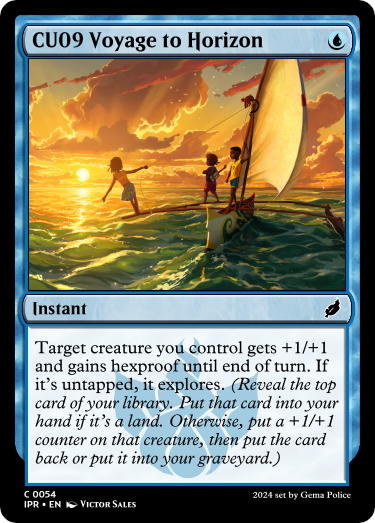 CU09 Voyage to Horizon
Instant
Target creature you control gets +1/+1
and gains hexproof until end of turn. If
it's untapped, it explores. (Reveal the top
card of your library. Put that card into your
hand if it's a land. Otherwise, put a +1/+1
counter on that creature, then put the card
back or put it into your graveyard.)
C 0054
IPR • EN Victor Sales
2024 set by Gema Police